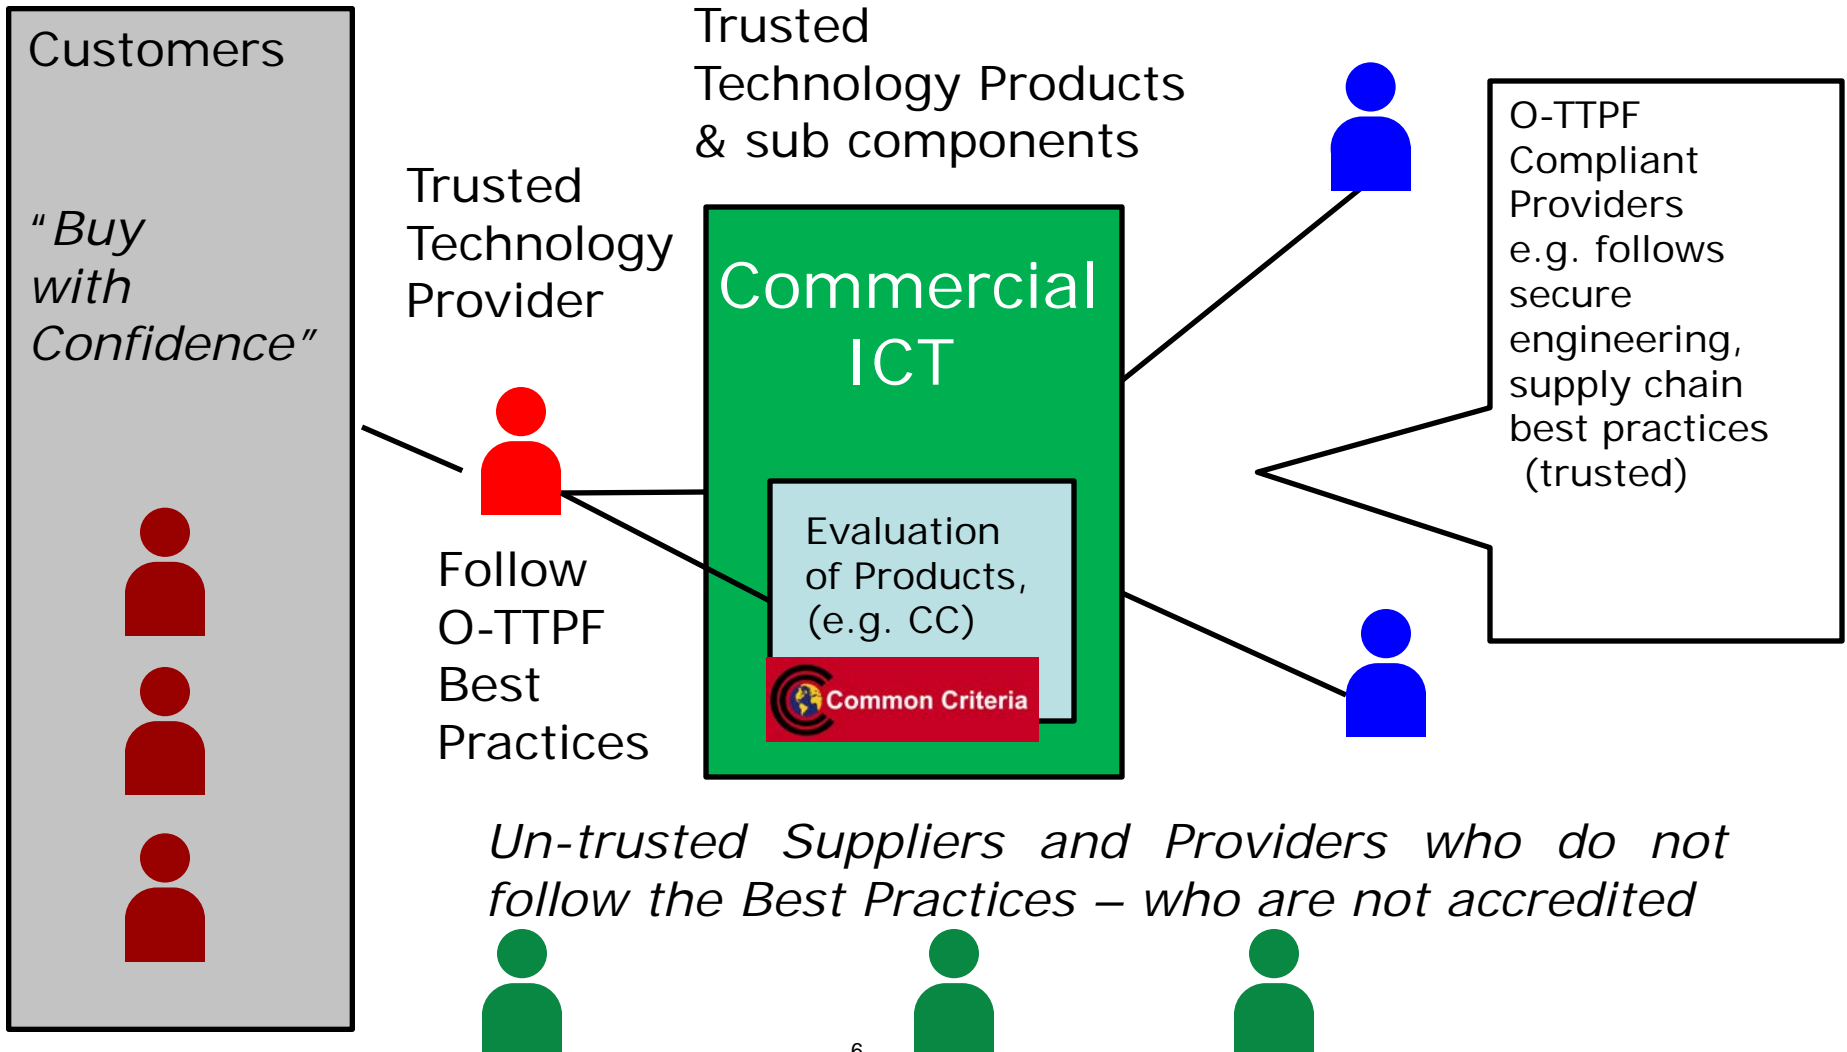 Customers
“Buy
with
Confidence”
Trusted
Technology
Provider
Follow
O-TTPF
Best
Practices
Trusted
Technology Products
& sub components
Commercial
ICT
Evaluation
of Products,
(e.g. CC)
Common Criteria
O-TTPF
Compliant
Providers
e.g. follows
secure
engineering,
supply chain
best practices
(trusted)
Un-trusted Suppliers and Providers who do not
follow the Best Practices – who are not accredited
6